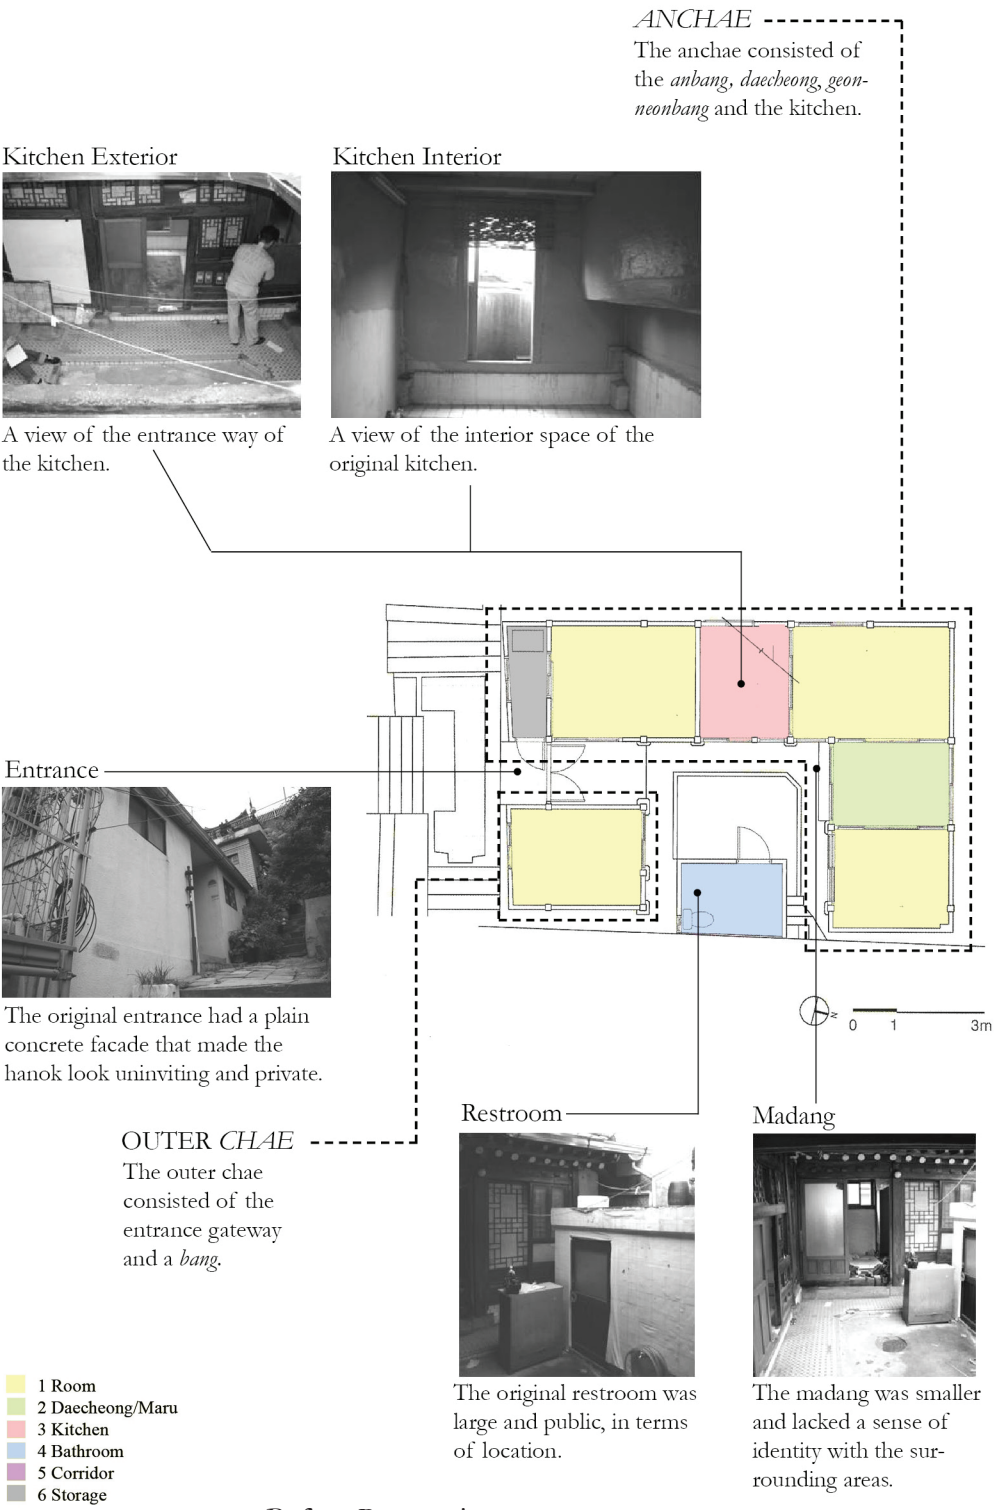 ANCHAE
The anchae consisted of
the anbang, daecheong, geon-
neonbang and the kitchen.
Kitchen Exterior
Kitchen Interior
A view of the entrance way of
the kitchen.
A view of the interior space of the
original kitchen.
Entrance
The original entrance had a plain
concrete facade that made the
hanok look uninviting and private.
N
0 1 3m
OUTER CHAE
The outer chae
consisted of the
entrance gateway
and a bang.
Restroom
The original restroom was
large and public, in terms
of location.
Madang
The madang was smaller
and lacked a sense of
identity with the sur-
rounding areas.
1 Room
2 Daecheong/Maru
3 Kitchen
4 Bathroom
5 Corridor
6 Storage